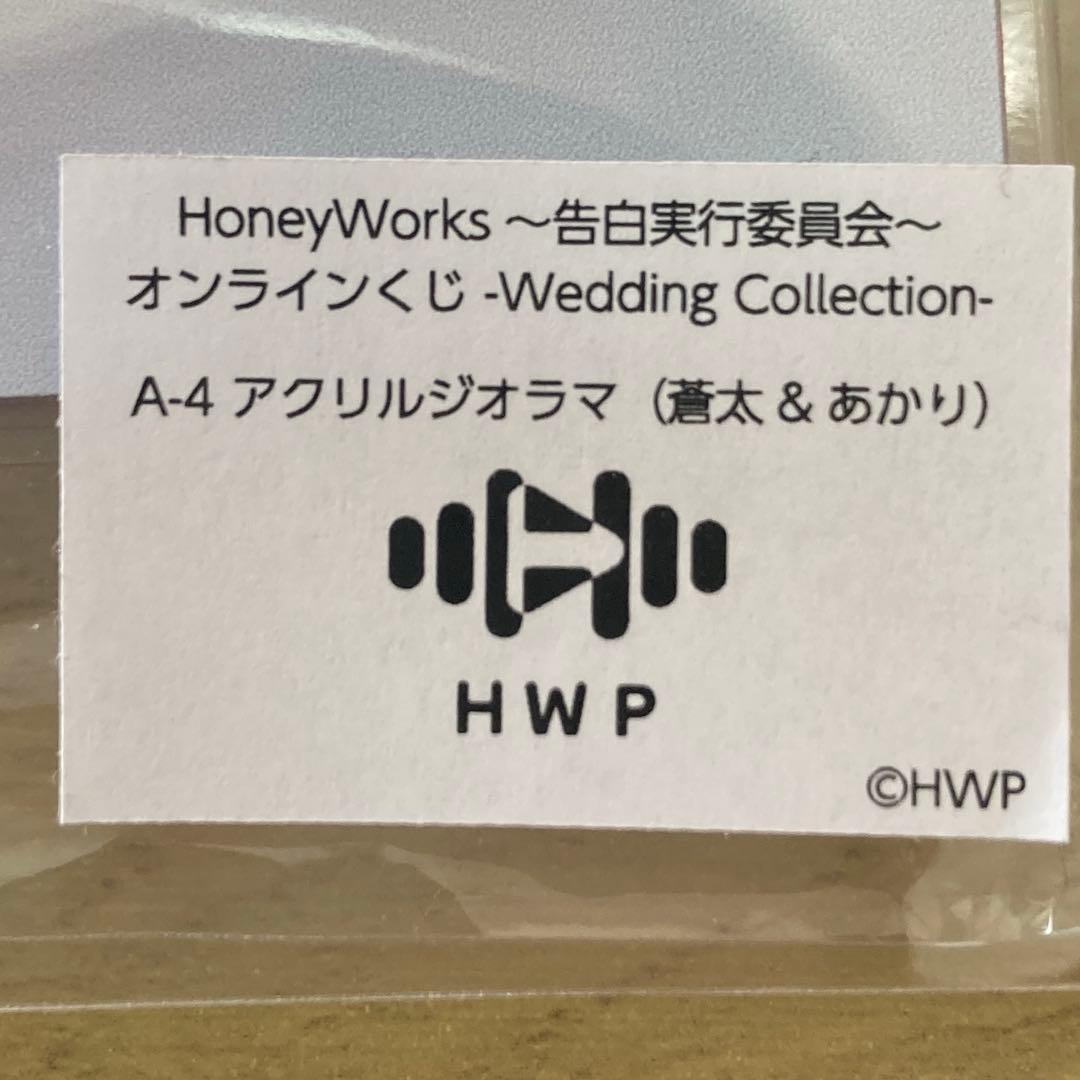 HoneyWorks ～告白実行委員会～
オンラインくじ -Wedding Collection-
A-4 アクリルジオラマ（蒼太 & あかり）
HWP
©HWP